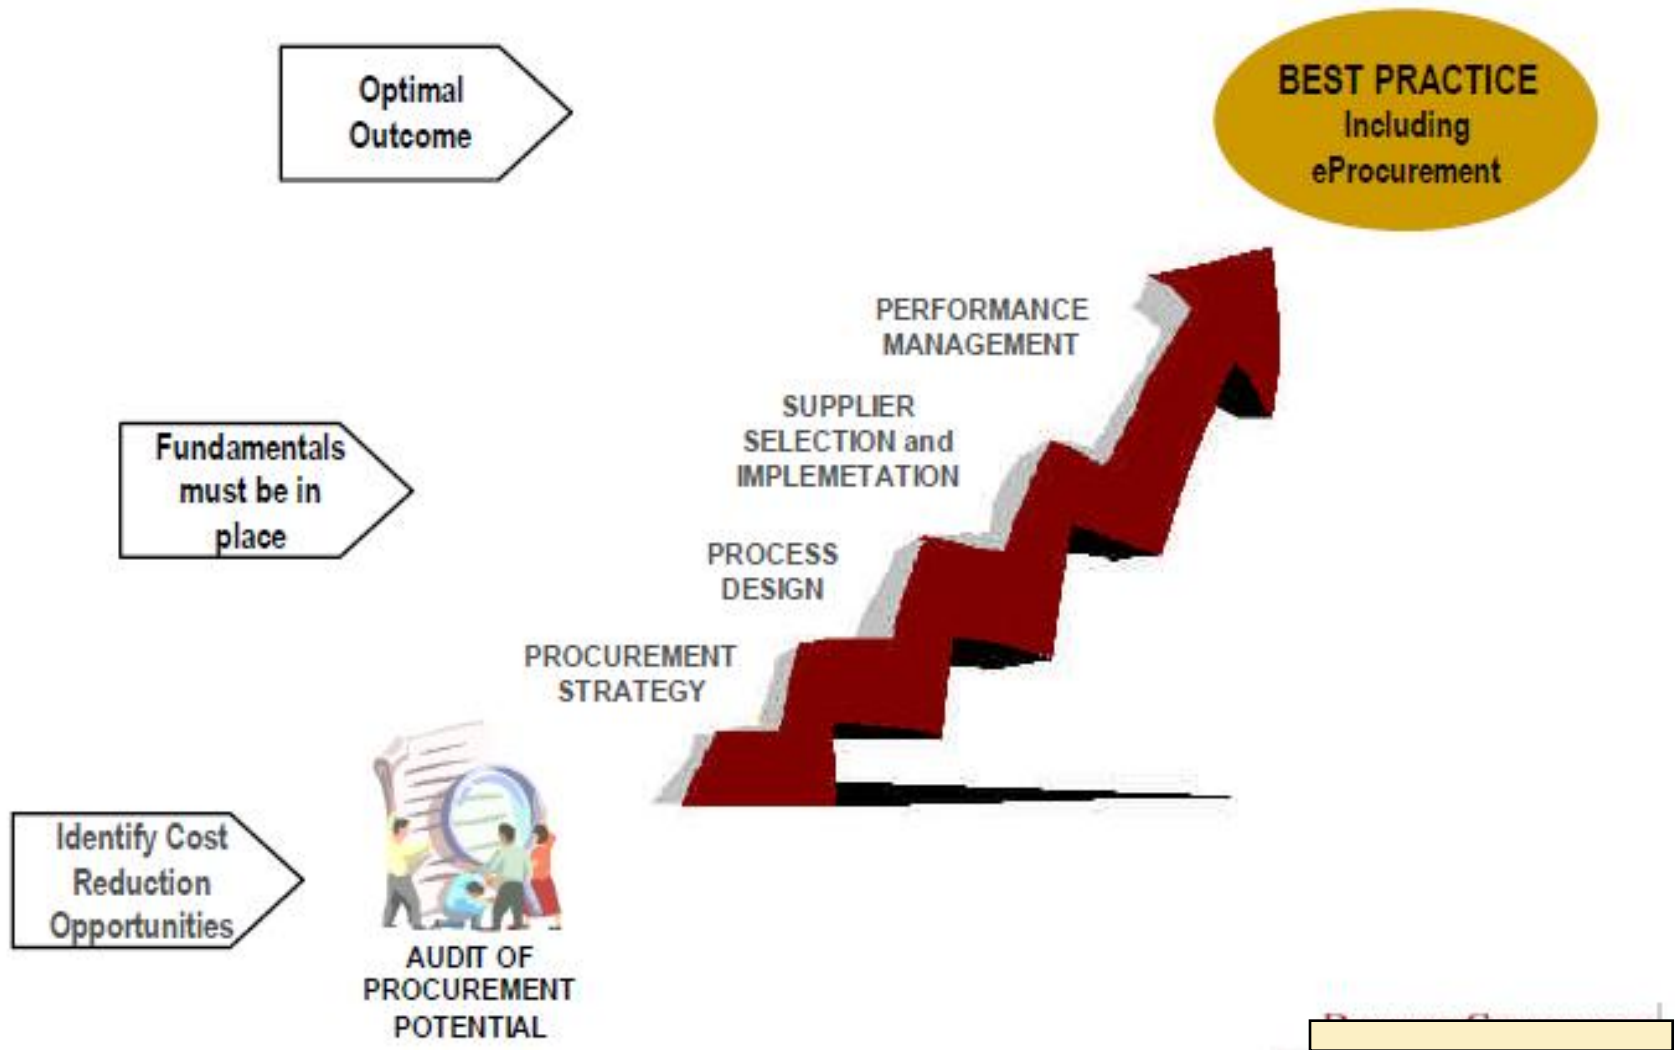 Optimal
Outcome
BEST PRACTICE
Including
eProcurement
PERFORMANCE
MANAGEMENT
SUPPLIER
SELECTION and
IMPLEMETATION
Fundamentals
must be in
place
PROCESS
DESIGN
PROCUREMENT
STRATEGY
Identify Cost
Reduction
Opportunities
AUDIT OF
PROCUREMENT
POTENTIAL